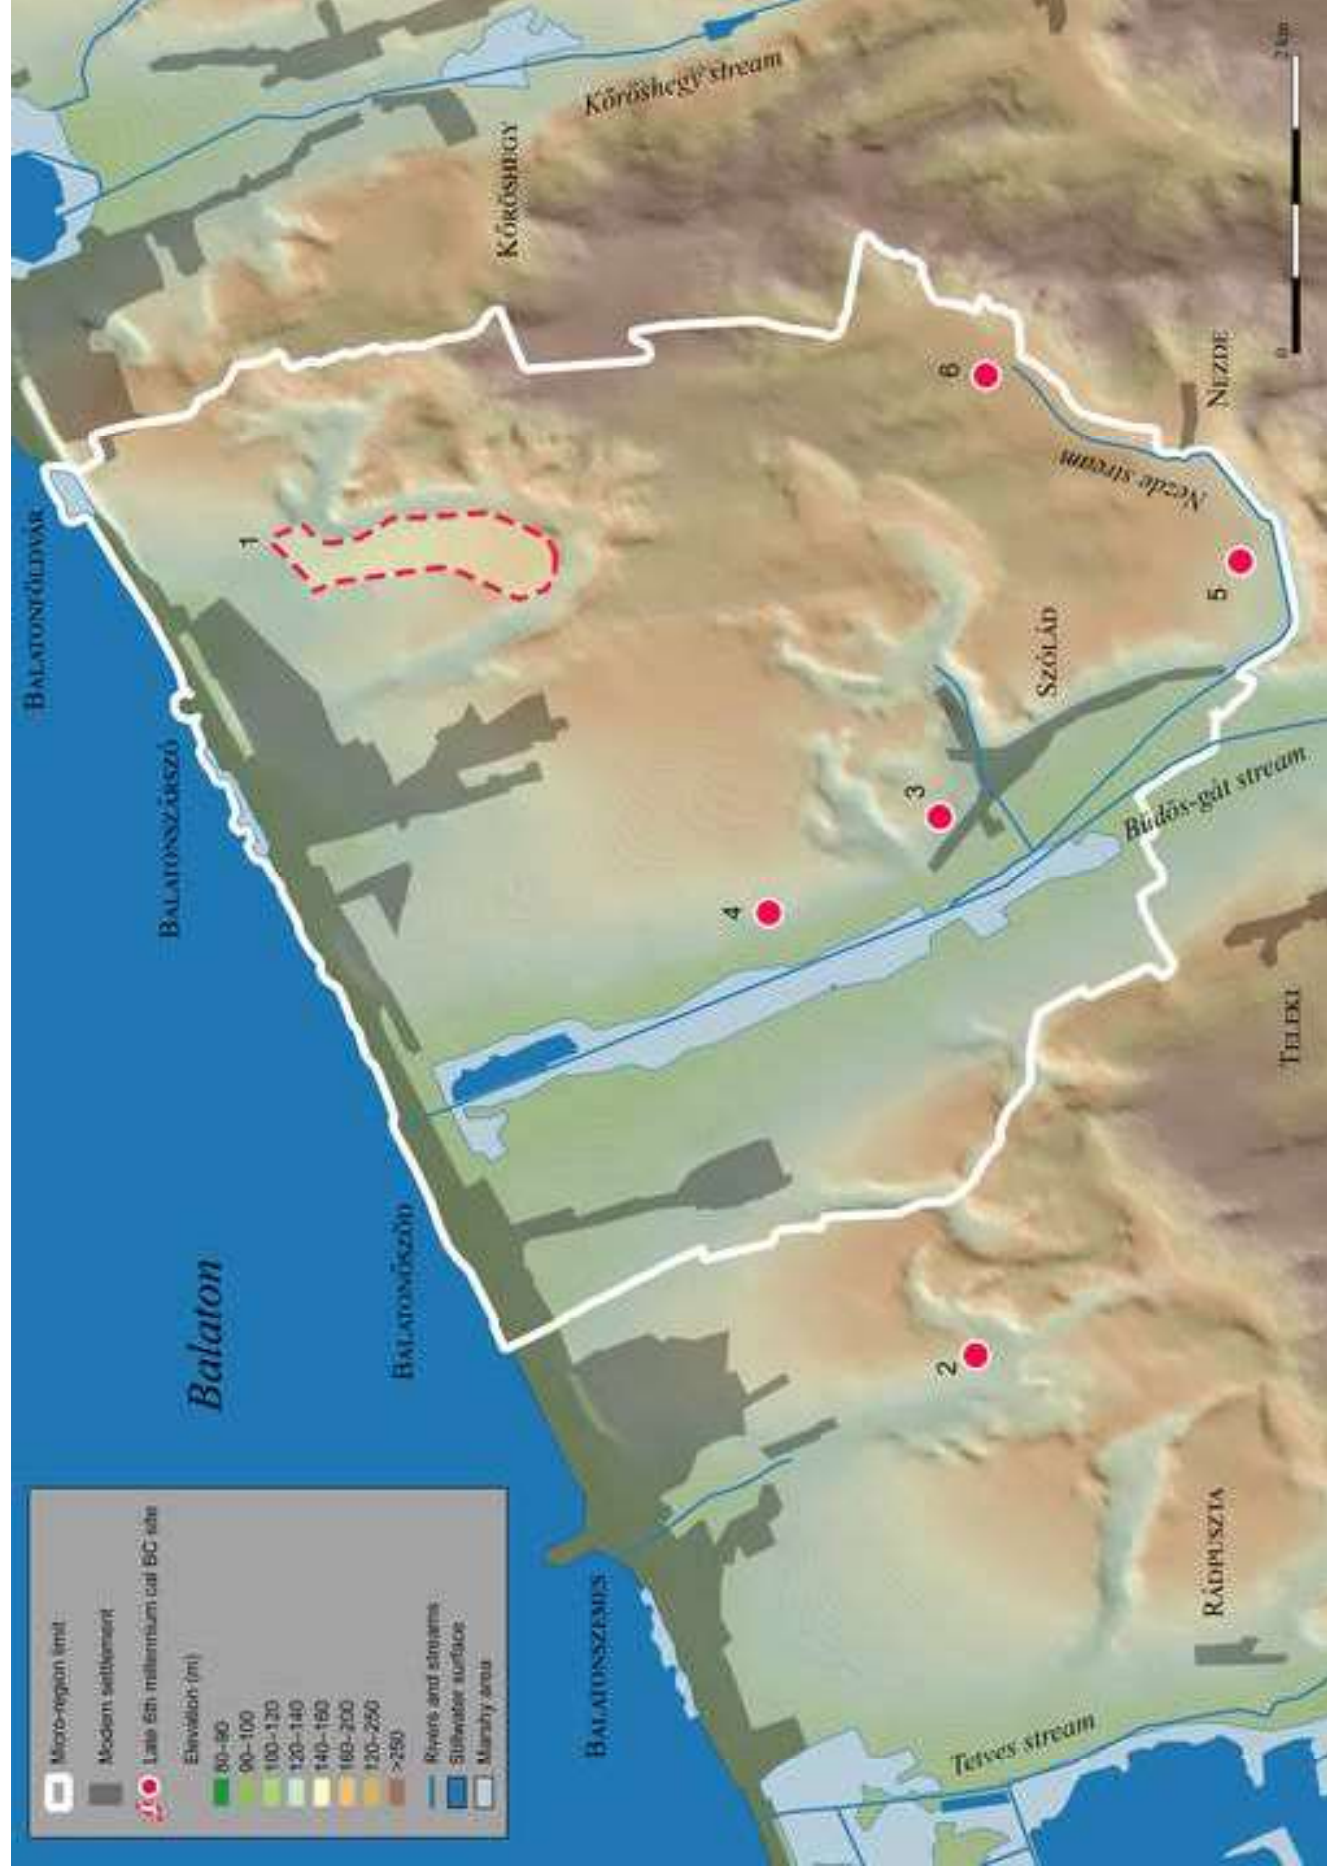 Micro-region limit
Modern settlement
Late 6th millennium cal BC site
Elevation (m)
80–90
90–100
100–120
120–140
140–160
160–200
120–250
>250
Rivers and streams
Stillwater surface
Marshy area
Balaton
BALATONFÖLDVÁR
BALATONSZÁRSZÓ
BALATONŐSZÖD
BALATONSZEMES
KŐRÖSHEGY
Kőröshegy stream
1
2
3
4
5
6
SZÓLÁD
NEZDE
Nezde stream
Büdös-gát stream
TELEKI
RÁDPUSZTA
Tetves stream
0
2 km